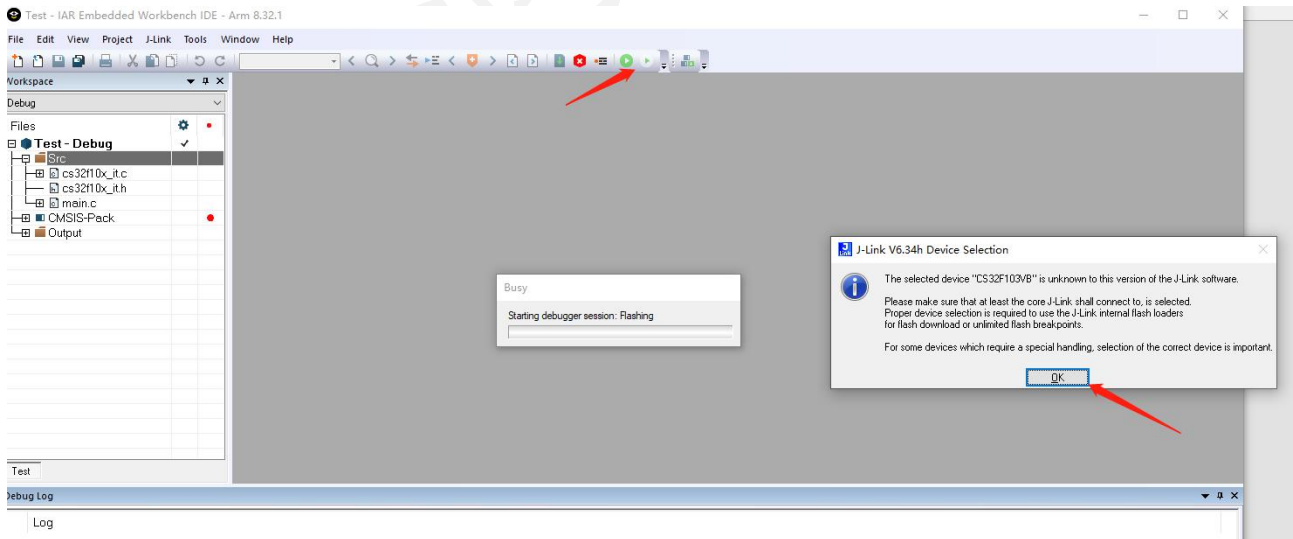 Test - IAR Embedded Workbench IDE - Arm 8.32.1
File Edit View Project J-Link Tools Window Help
Workspace
Debug
Files
Test - Debug
Src
cs32f10x_it.c
cs32f10x_it.h
main.c
CMSIS-Pack
Output
Test
Busy
Starting debugger session: Flashing
J-Link V6.34h Device Selection
The selected device "CS32F103VB" is unknown to this version of the J-Link software.
Please make sure that at least the core J-Link shall connect to, is selected.
Proper device selection is required to use the J-Link internal flash loaders
for flash download or unlimited flash breakpoints.
For some devices which require a special handling, selection of the correct device is important.
OK
Debug Log
Log